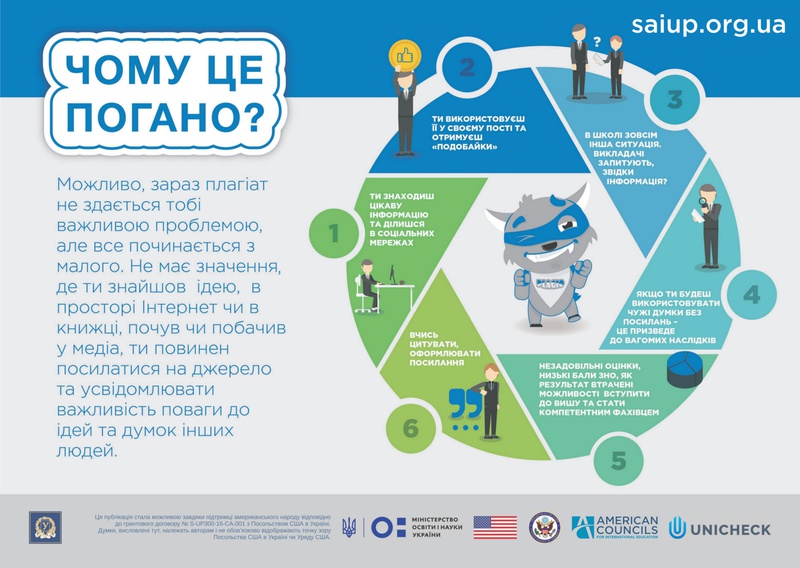 saiup.org.ua
ЧОМУ ЦЕ
ПОГАНО?
Можливо, зараз плагіат
не здається тобі
важливою проблемою,
але все починається з
малого. Не має значення,
де ти знайшов ідею, в
просторі Інтернет чи в
книжці, почув чи побачив
у медіа, ти повинен
посилатися на джерело
та усвідомлювати
важливість поваги до
ідей та думок інших
людей.
1
ТИ ЗНАХОДИШ
ЦІКАВУ
ІНФОРМАЦІЮ
ТА ДІЛИШСЯ
В СОЦІАЛЬНИХ
МЕРЕЖАХ
2
ТИ ВИКОРИСТОВУЄШ
ЇЇ У СВОЄМУ ПОСТІ ТА
ОТРИМУЄШ
«ПОДОБАЙКИ»
?
3
В ШКОЛІ ЗОВСІМ
ІНША СИТУАЦІЯ.
ВИКЛАДАЧІ
ЗАПИТУЮТЬ,
ЗВІДКИ
ІНФОРМАЦІЯ?
4
ЯКЩО ТИ БУДЕШ
ВИКОРИСТОВУВАТИ
ЧУЖІ ДУМКИ БЕЗ
ПОСИЛАНЬ –
ЦЕ ПРИЗВЕДЕ
ДО ВАГОМИХ НАСЛІДКІВ
5
НЕЗАДОВІЛЬНІ ОЦІНКИ,
НИЗЬКІ БАЛИ ЗНО, ЯК
РЕЗУЛЬТАТ ВТРАЧЕНІ
МОЖЛИВОСТІ ВСТУПИТИ
ДО ВИШУ ТА СТАТИ
КОМПЕТЕНТНИМ ФАХІВЦЕМ
6
ВЧИСЬ
ЦИТУВАТИ,
ОФОРМЛЮВАТИ
ПОСИЛАННЯ
Ця публікація стала можливою завдяки підтримці американського народу відповідно
до грантового договору № S-UP300-16-CA-001 з Посольством США в Україні.
Думки, висловлені тут, належать авторам і не обов'язково відображають точку зору
Посольства США в Україні чи Уряду США.
МІНІСТЕРСТВО
ОСВІТИ І НАУКИ
УКРАЇНИ
AMERICAN
COUNCILS
FOR INTERNATIONAL EDUCATION
UNICHECK